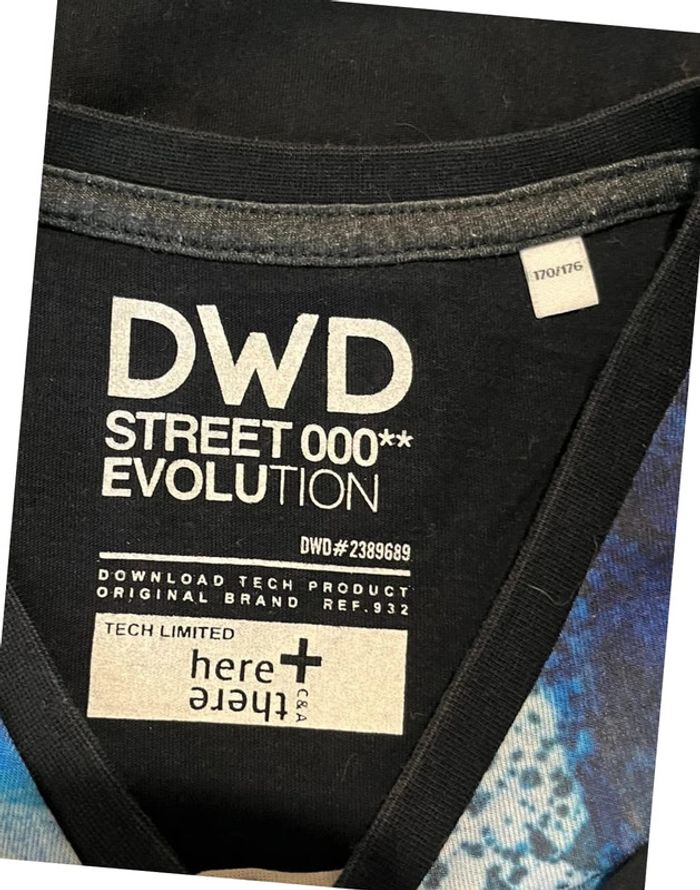 170/176
DWD
STREET 000**
EVOLUTION
DWD#2389689
DOWNLOAD TECH PRODUCT
ORIGINAL BRAND REF.932
TECH LIMITED
here+
there
C&A